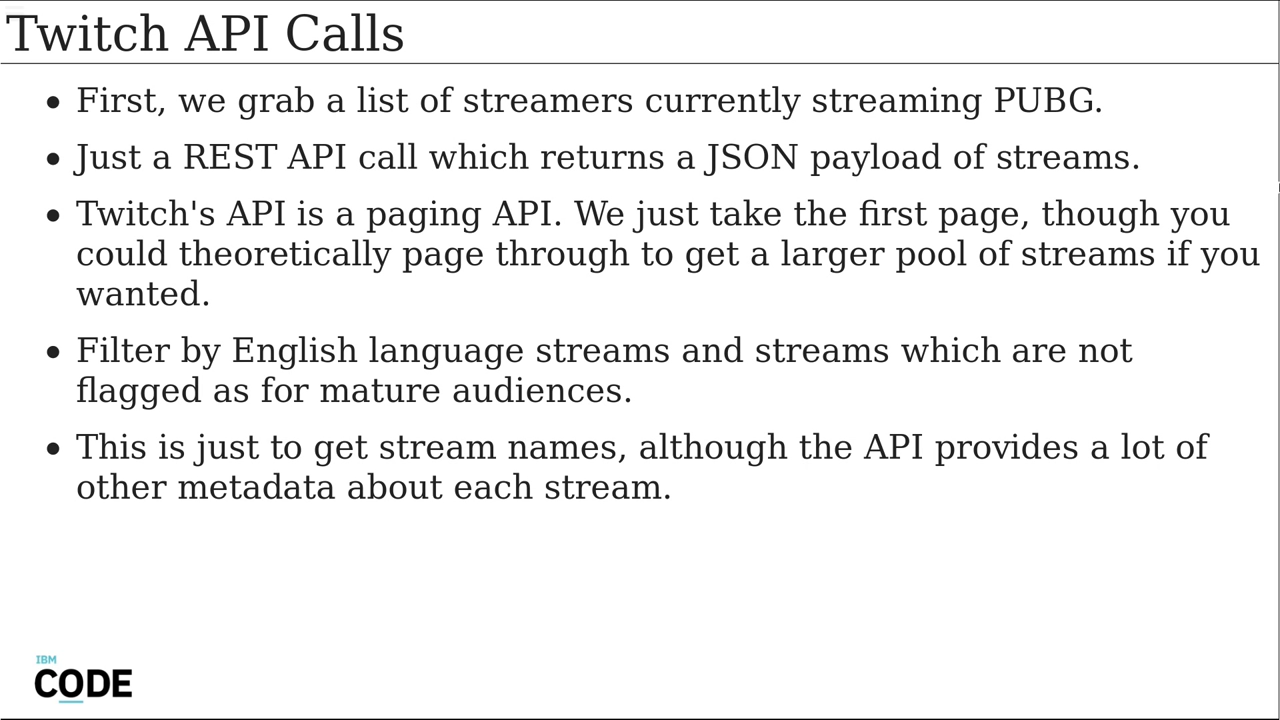 Twitch API Calls
• First, we grab a list of streamers currently streaming PUBG.
• Just a REST API call which returns a JSON payload of streams.
• Twitch's API is a paging API. We just take the first page, though you
could theoretically page through to get a larger pool of streams if you
wanted.
• Filter by English language streams and streams which are not
flagged as for mature audiences.
• This is just to get stream names, although the API provides a lot of
other metadata about each stream.
IBM
CODE